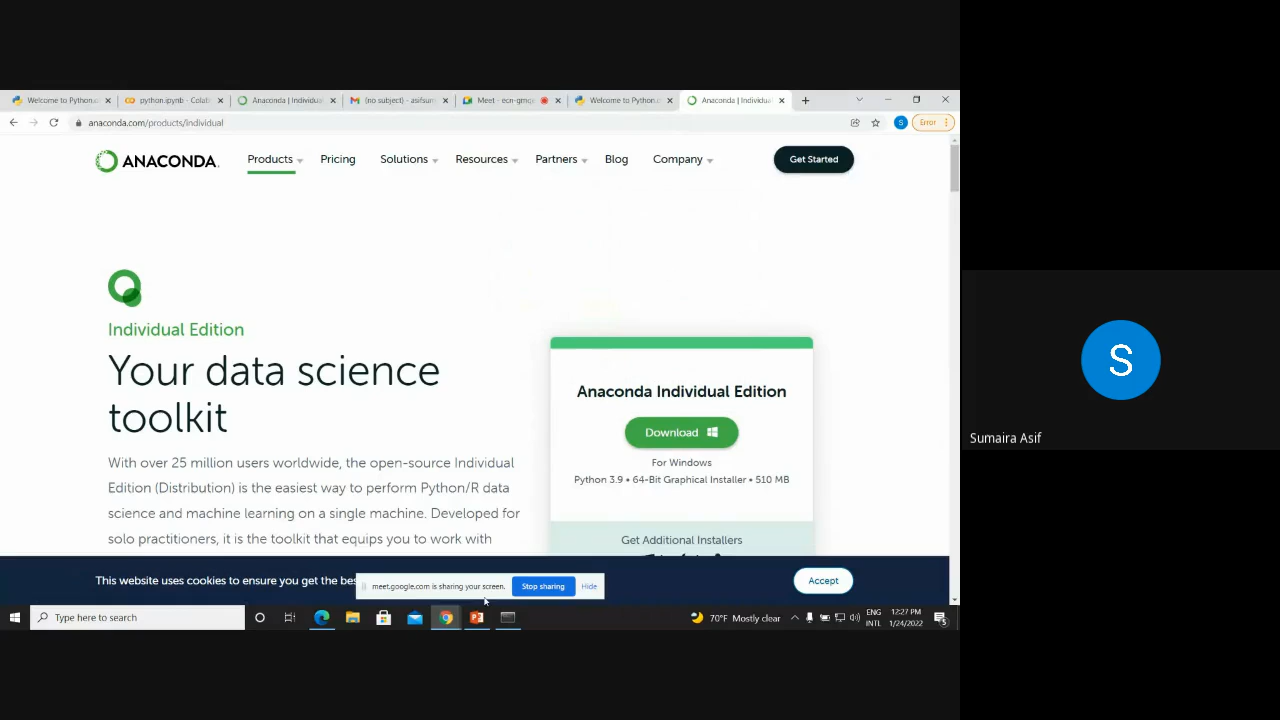 Welcome to Python.
python.ipynb - Colab
Anaconda | Individua
(no subject) - asifsum
Meet - ecn-gmqe
Welcome to Python.
Anaconda | Individua
anaconda.com/products/individual
S
Error
ANACONDA.
Products
Pricing
Solutions
Resources
Partners
Blog
Company
Get Started
Individual Edition
Your data science
toolkit
With over 25 million users worldwide, the open-source Individual
Edition (Distribution) is the easiest way to perform Python/R data
science and machine learning on a single machine. Developed for
solo practitioners, it is the toolkit that equips you to work with
Anaconda Individual Edition
Download
For Windows
Python 3.9 • 64-Bit Graphical Installer • 510 MB
Get Additional Installers
This website uses cookies to ensure you get the bes
Accept
meet.google.com is sharing your screen.
Stop sharing
Hide
Type here to search
70°F Mostly clear
ENG
INTL
12:27 PM
1/24/2022
5
S
Sumaira Asif